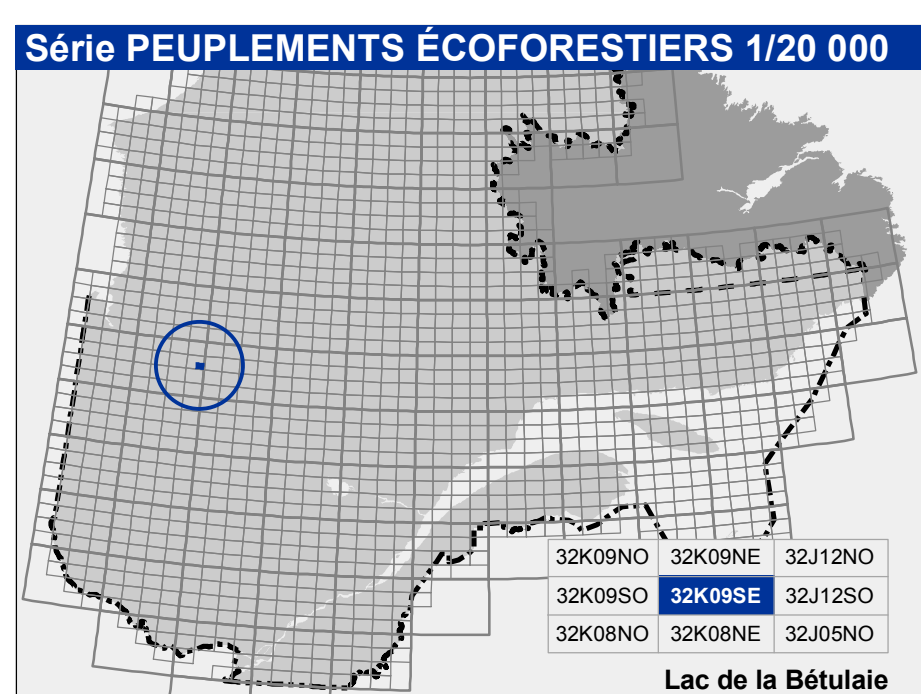 Série PEUPLEMENTS ÉCOFORESTIERS 1/20 000
32K09NO 32K09NE 32J12NO
32K09SO 32K09SE 32J12SO
32K08NO 32K08NE 32J05NO
Lac de la Bétulaie